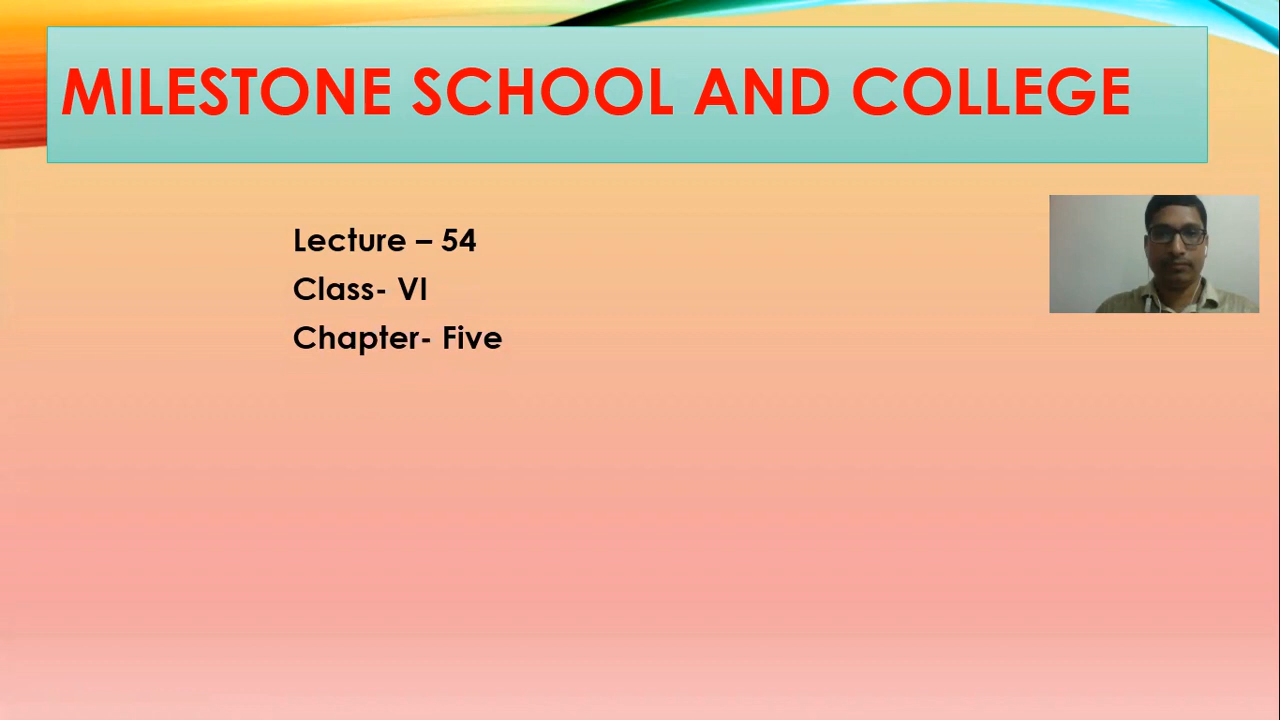 MILESTONE SCHOOL AND COLLEGE
Lecture – 54
Class- VI
Chapter- Five